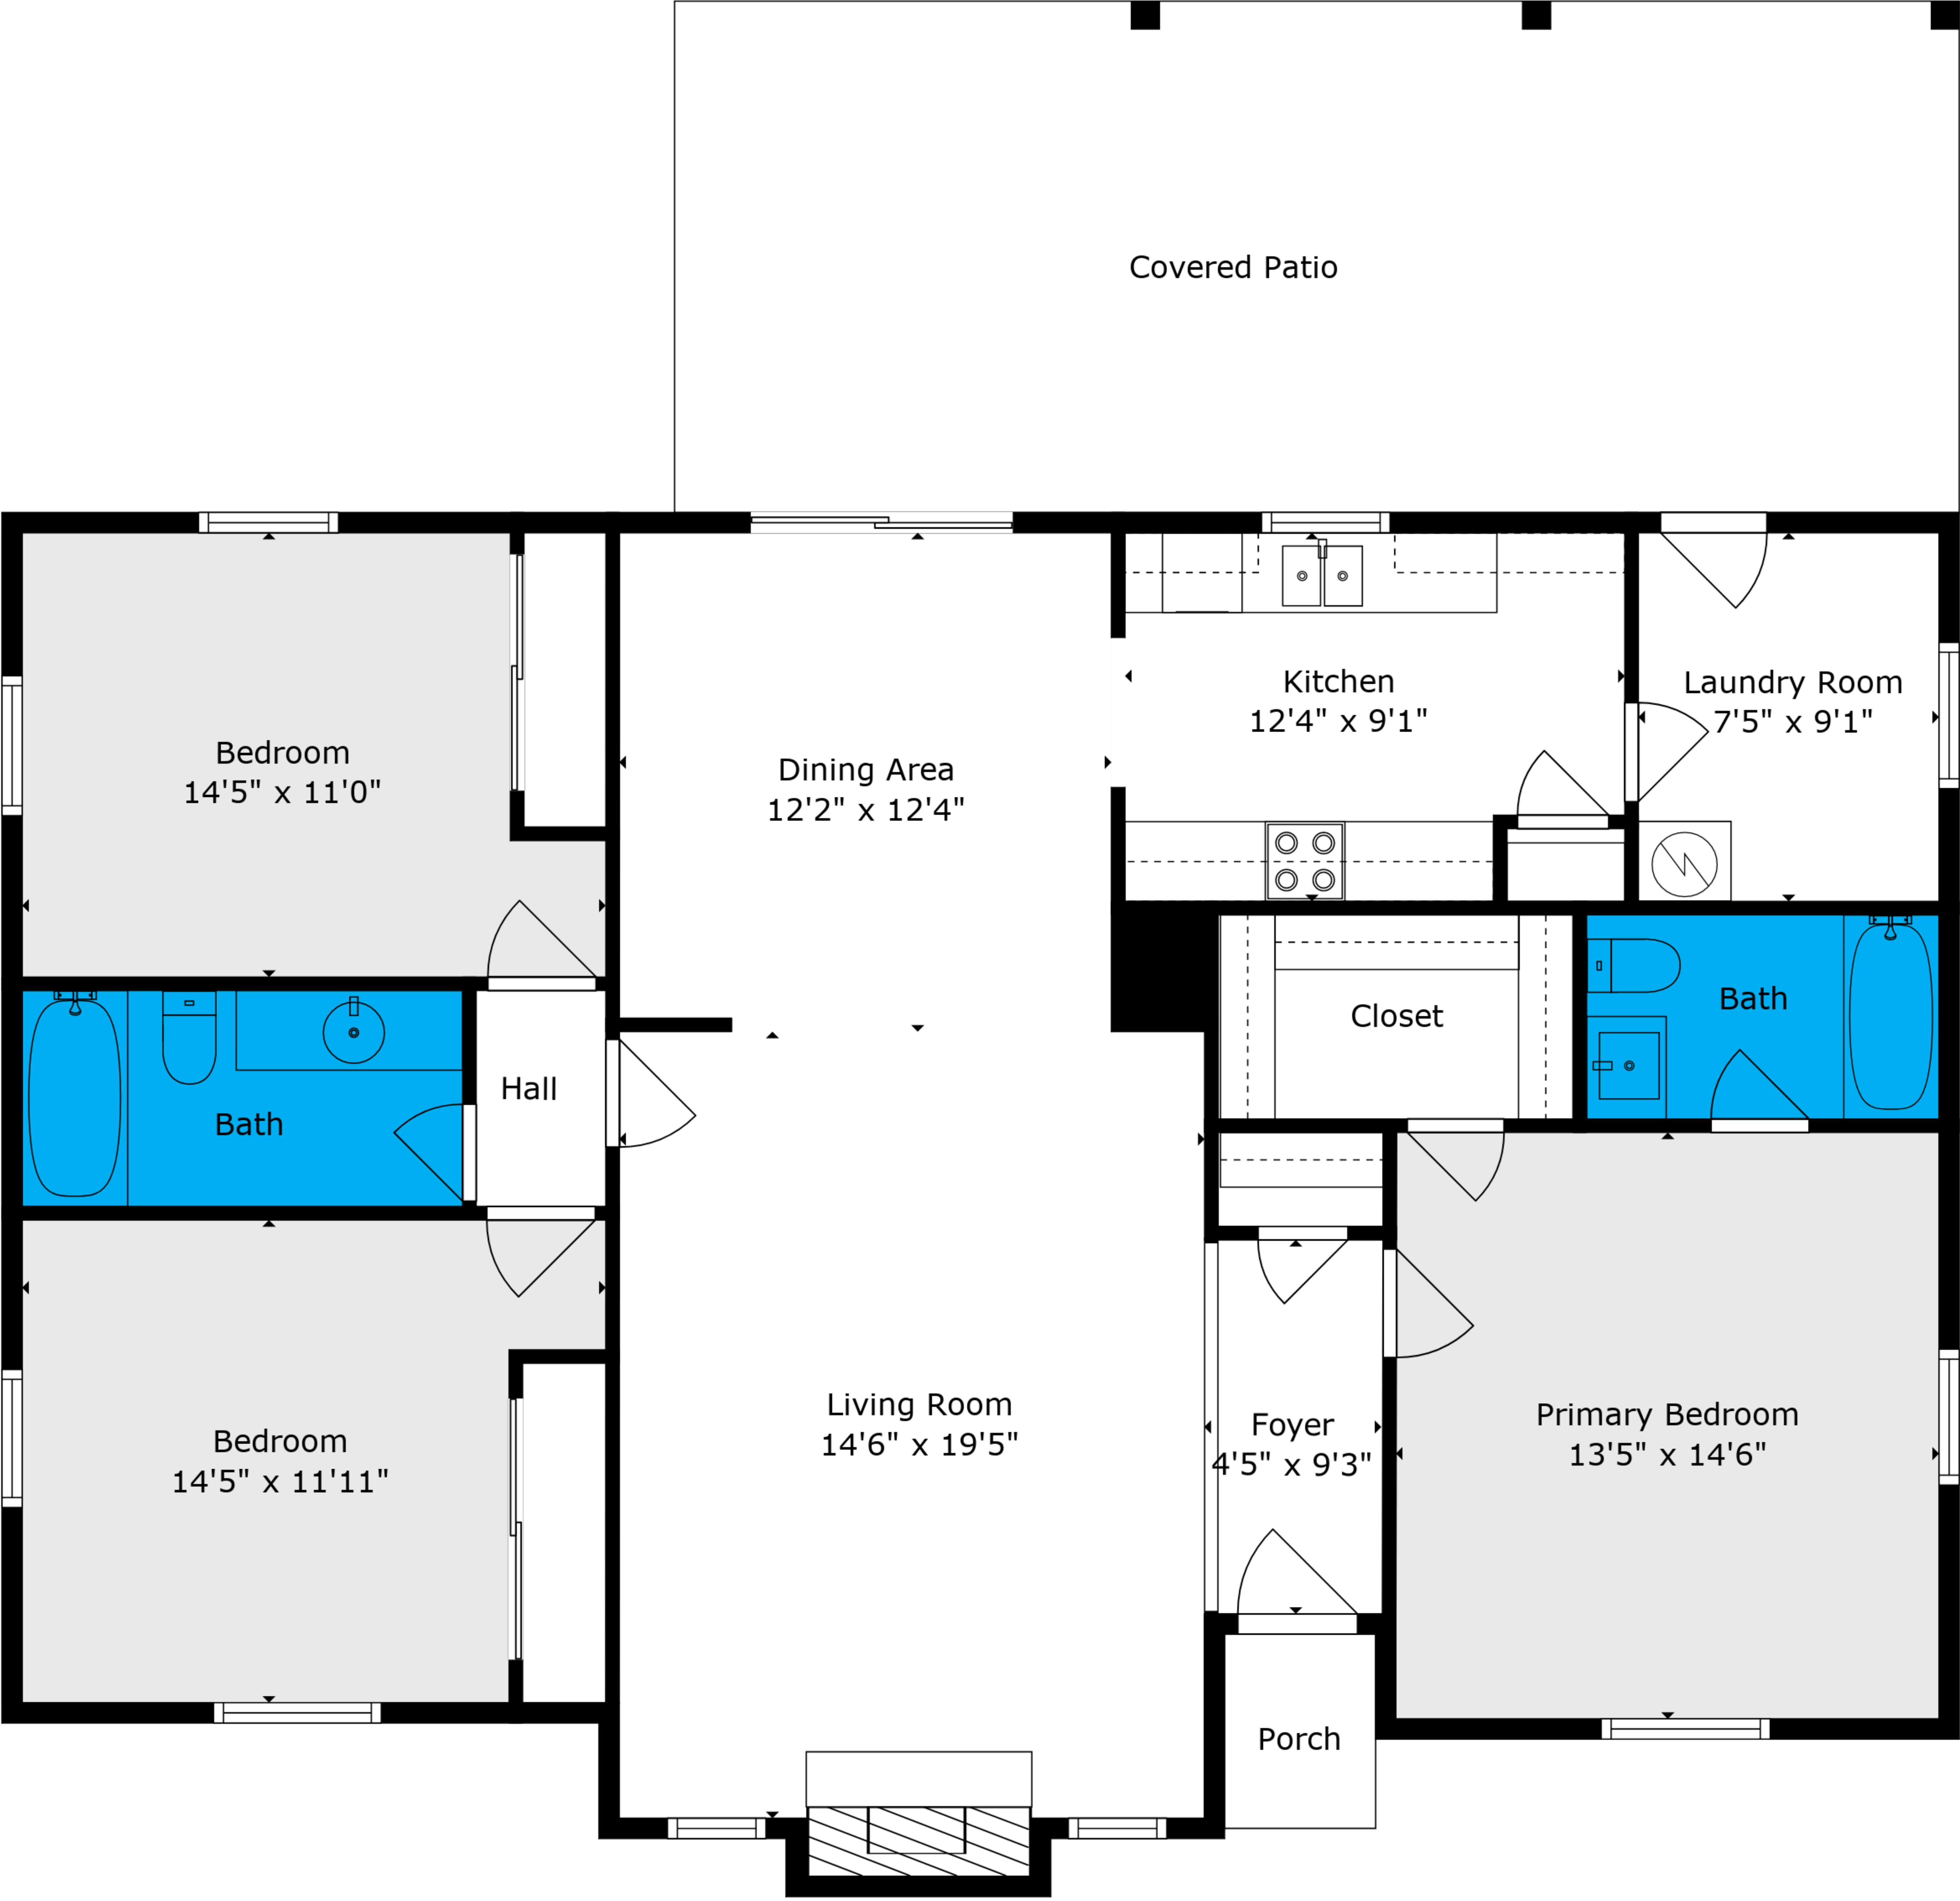 Covered Patio
Kitchen
12'4" x 9'1"
Laundry Room
7'5" x 9'1"
Bedroom
14'5" x 11'0"
Dining Area
12'2" x 12'4"
Bath
Closet
Hall
Bath
Living Room
14'6" x 19'5"
Foyer
4'5" x 9'3"
Primary Bedroom
13'5" x 14'6"
Bedroom
14'5" x 11'11"
Porch